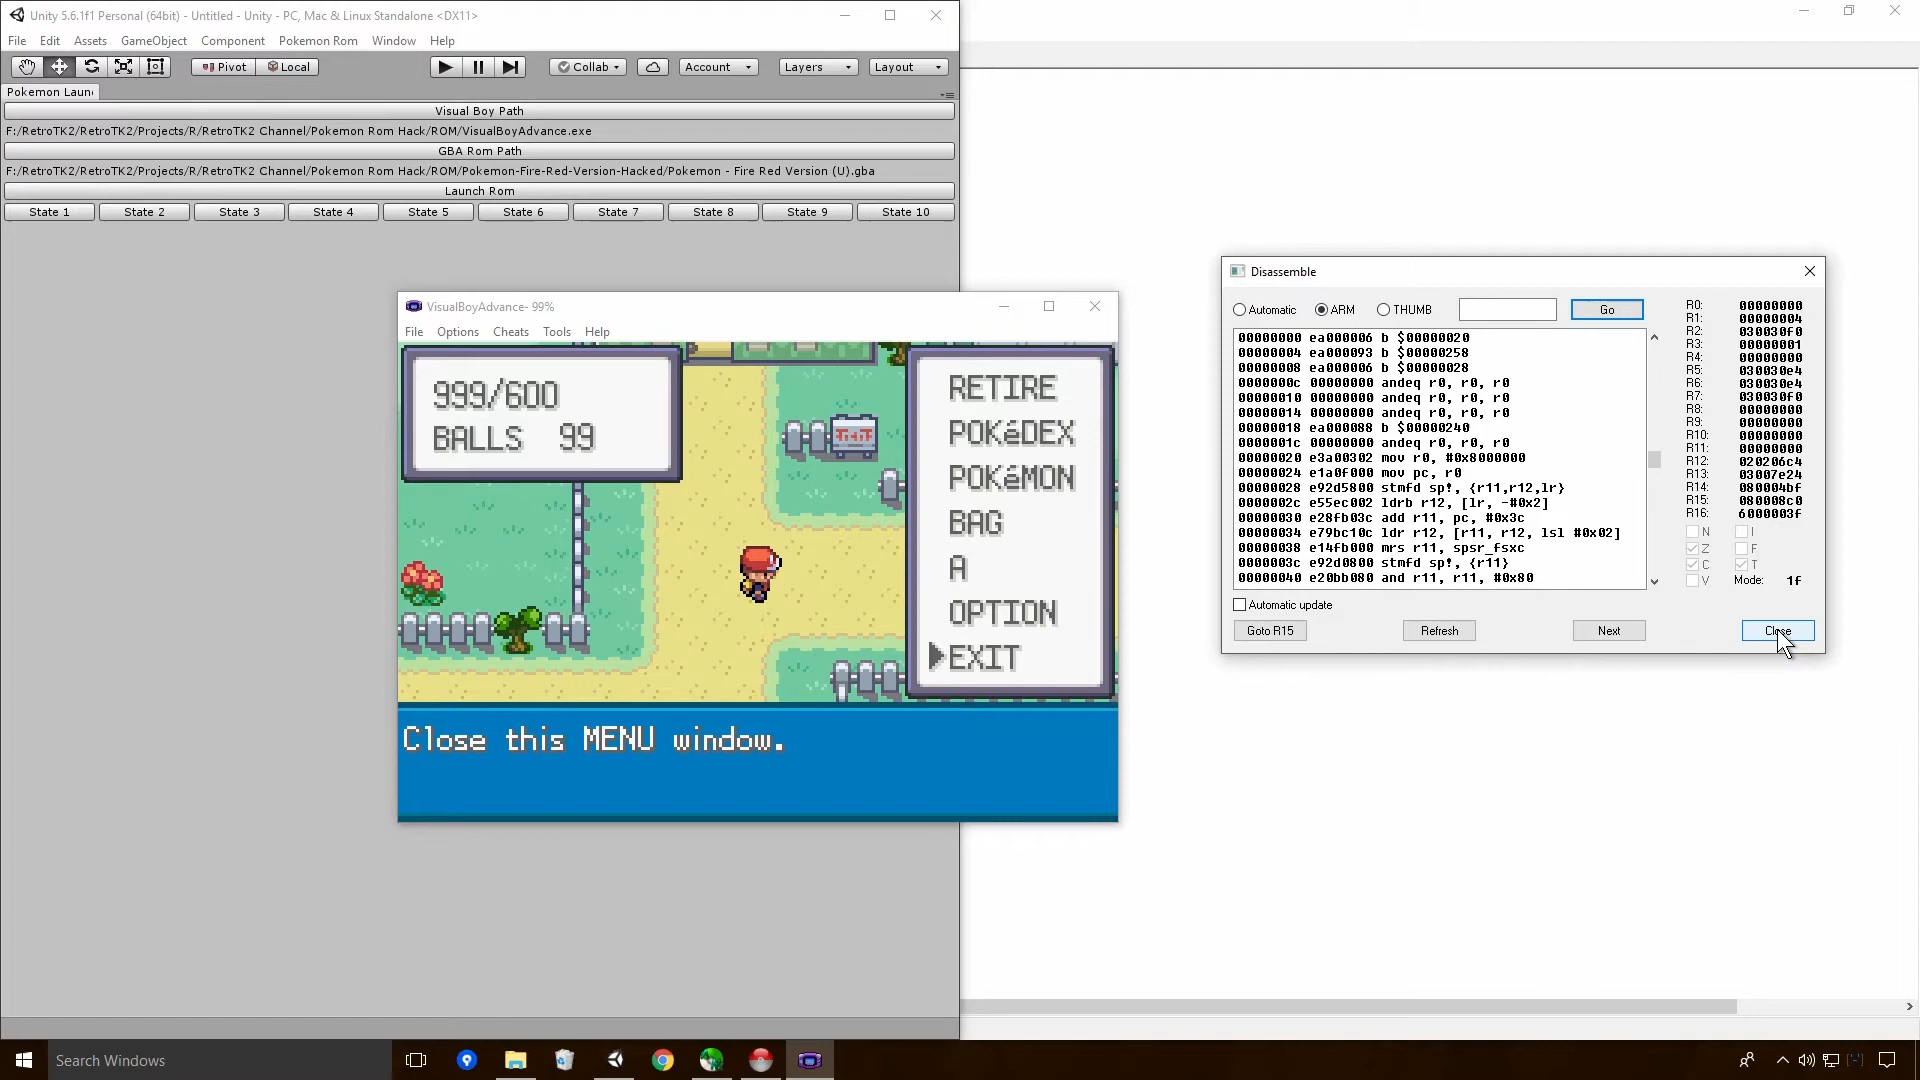 Unity 5.6.1f1 Personal (64bit) - Untitled - Unity - PC, Mac & Linux Standalone <DX11>
File Edit Assets GameObject Component Pokemon Rom Window Help
Pivot Local Collab Account Layers Layout
Pokemon Laun
Visual Boy Path
F:/RetroTK2/RetroTK2/Projects/R/RetroTK2 Channel/Pokemon Rom Hack/ROM/VisualBoyAdvance.exe
GBA Rom Path
F:/RetroTK2/RetroTK2/Projects/R/RetroTK2 Channel/Pokemon Rom Hack/ROM/Pokemon-Fire-Red-Version-Hacked/Pokemon - Fire Red Version (U).gba
Launch Rom
State 1 State 2 State 3 State 4 State 5 State 6 State 7 State 8 State 9 State 10
VisualBoyAdvance- 99%
File Options Cheats Tools Help
999/600
BALLS 99
RETIRE
POKéDEX
POKéMON
BAG
A
OPTION
EXIT
Close this MENU window.
Disassemble
Automatic ARM THUMB Go
00000000 ea000006 b $00000020
00000004 ea000093 b $00000258
00000008 ea000006 b $00000028
0000000c 00000000 andeq r0, r0, r0
00000010 00000000 andeq r0, r0, r0
00000014 00000000 andeq r0, r0, r0
00000018 ea000088 b $00000240
0000001c 00000000 andeq r0, r0, r0
00000020 e3a00302 mov r0, #0x8000000
00000024 e1a0f000 mov pc, r0
00000028 e92d5800 stmfd sp!, {r11,r12,lr}
0000002c e55ec002 ldrb r12, [lr, -#0x2]
00000030 e28fb03c add r11, pc, #0x3c
00000034 e79bc10c ldr r12, [r11, r12, lsl #0x02]
00000038 e14fb000 mrs r11, spsr_fsxc
0000003c e92d0800 stmfd sp!, {r11}
00000040 e20bb080 and r11, r11, #0x80
R0: 00000000
R1: 00000004
R2: 030030f0
R3: 00000001
R4: 00000000
R5: 030030e4
R6: 030030e4
R7: 030030f0
R8: 00000000
R9: 00000000
R10: 00000000
R11: 00000000
R12: 020206c4
R13: 03007e24
R14: 080004bf
R15: 080008c0
R16: 6000003f
N I
Z F
C T
V Mode: 1f
Automatic update
Goto R15 Refresh Next Close
Search Windows